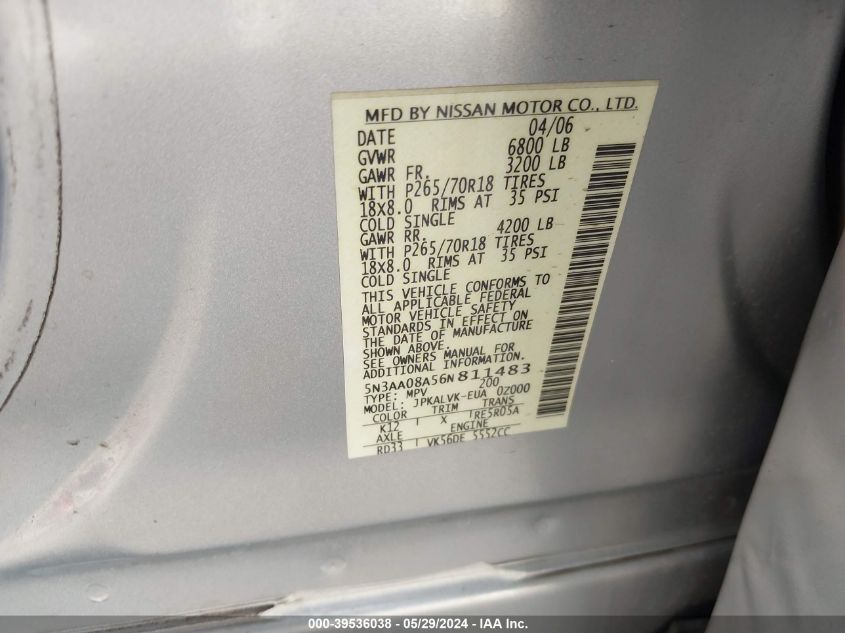 MFD BY NISSAN MOTOR CO., LTD.
DATE 04/06
GVWR 6800 LB
GAWR FR. 3200 LB
WITH P265/70R18 TIRES
18X8.0 RIMS AT 35 PSI
COLD SINGLE
GAWR RR. 4200 LB
WITH P265/70R18 TIRES
18X8.0 RIMS AT 35 PSI
COLD SINGLE
THIS VEHICLE CONFORMS TO
ALL APPLICABLE FEDERAL
MOTOR VEHICLE SAFETY
STANDARDS IN EFFECT ON
THE DATE OF MANUFACTURE
SHOWN ABOVE.
SEE OWNERS MANUAL FOR
ADDITIONAL INFORMATION.
5N3AA08A56N811483
TYPE: MPV 200
MODEL: JPKALVK-EUA 0Z000
COLOR TRIM TRANS
K12 X RE5R05A
AXLE ENGINE
RD33 VK56DE 5552CC
000-39536038 - 05/29/2024 - IAA Inc.